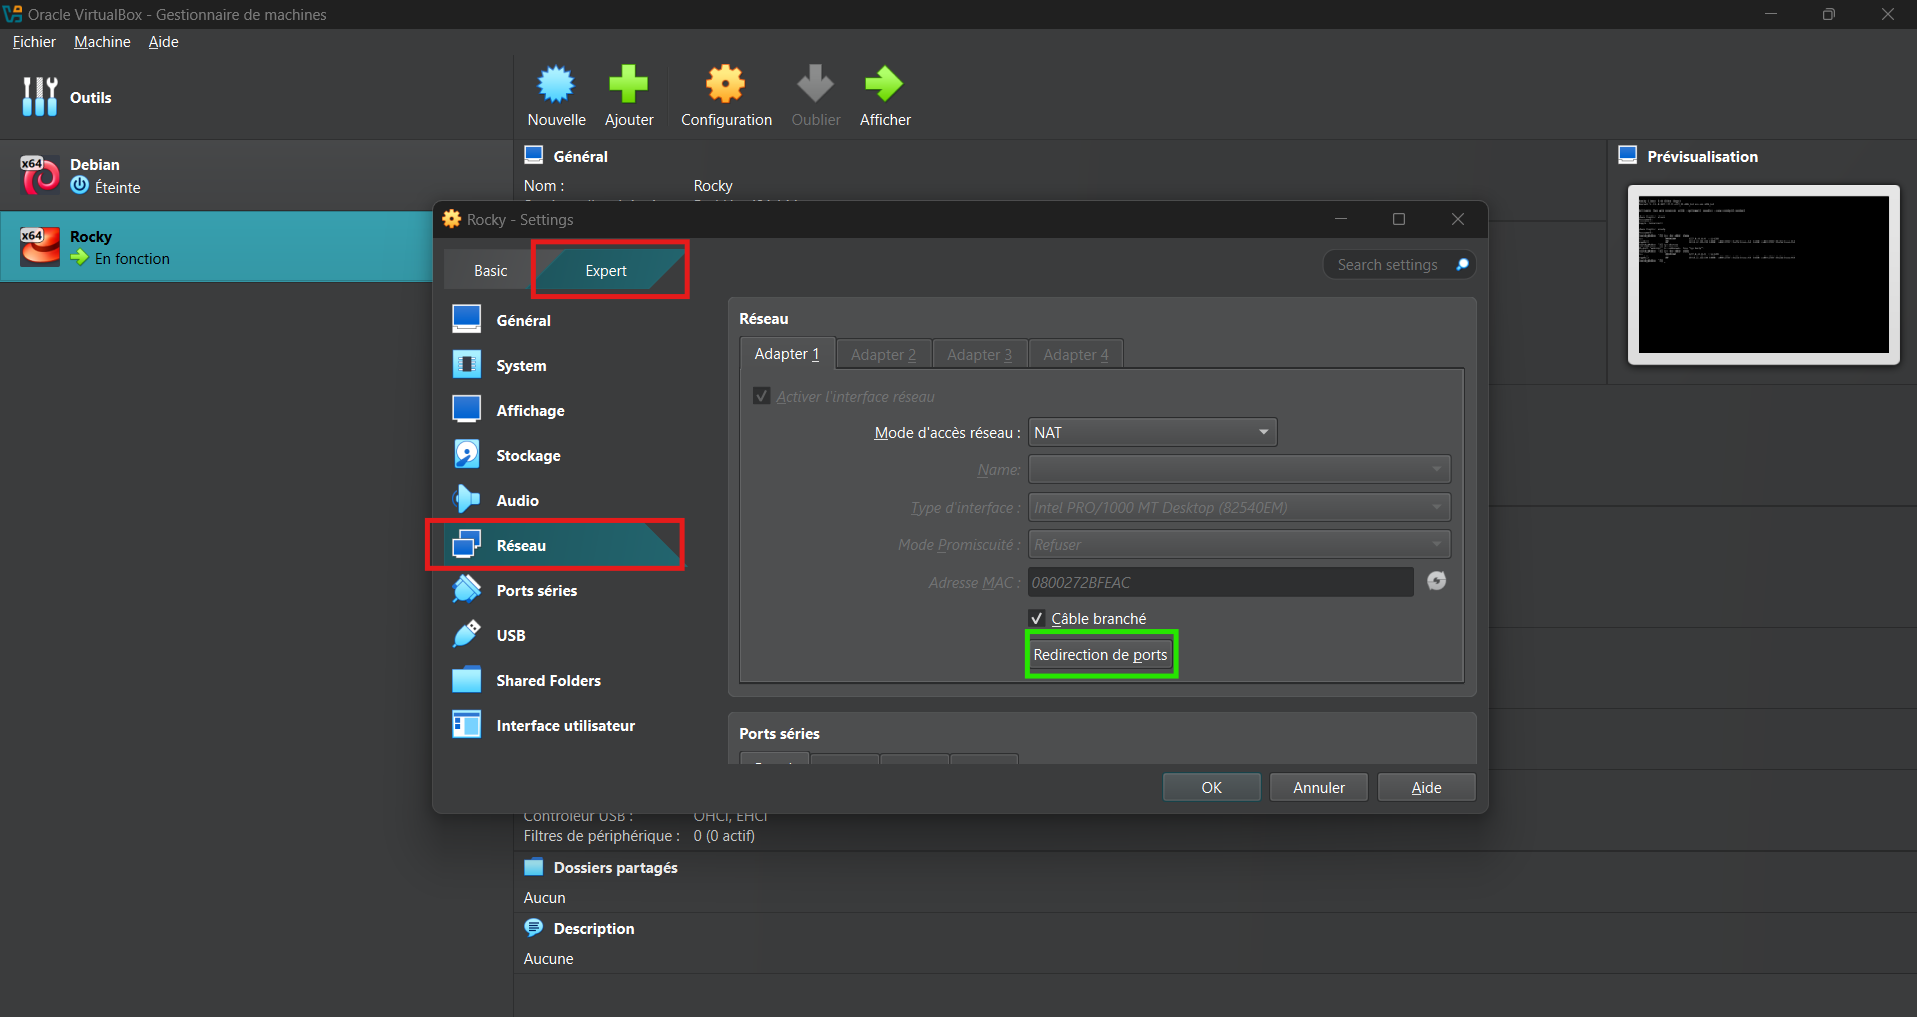 Oracle VirtualBox - Gestionnaire de machines
Fichier Machine Aide
Outils
Nouvelle Ajouter Configuration Oublier Afficher
x64 Debian
Éteinte
x64 Rocky
En fonction
Général
Nom : Rocky
Prévisualisation
Rocky - Settings
Basic Expert
Search settings
Général
System
Affichage
Stockage
Audio
Réseau
Ports séries
USB
Shared Folders
Interface utilisateur
Réseau
Adapter 1 Adapter 2 Adapter 3 Adapter 4
Activer l'interface réseau
Mode d'accès réseau : NAT
Name:
Type d'interface : Intel PRO/1000 MT Desktop (82540EM)
Mode Promiscuité : Refuser
Adresse MAC : 0800272BFEAC
Câble branché
Redirection de ports
Ports séries
OK Annuler Aide
Contrôleur USB : OHCI, EHCI
Filtres de périphérique : 0 (0 actif)
Dossiers partagés
Aucun
Description
Aucune